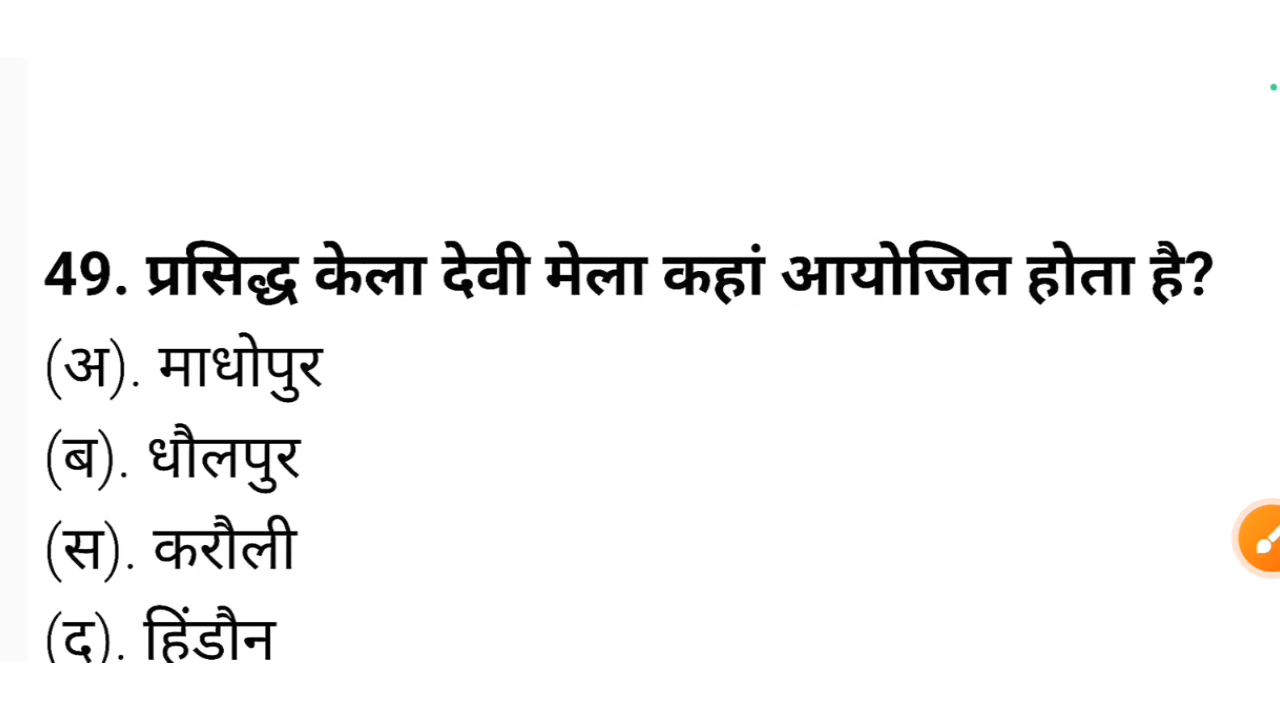 49. प्रसिद्ध केला देवी मेला कहां आयोजित होता है?
(अ). माधोपुर
(ब). धौलपुर
(स). करौली
(द). हिंडौन